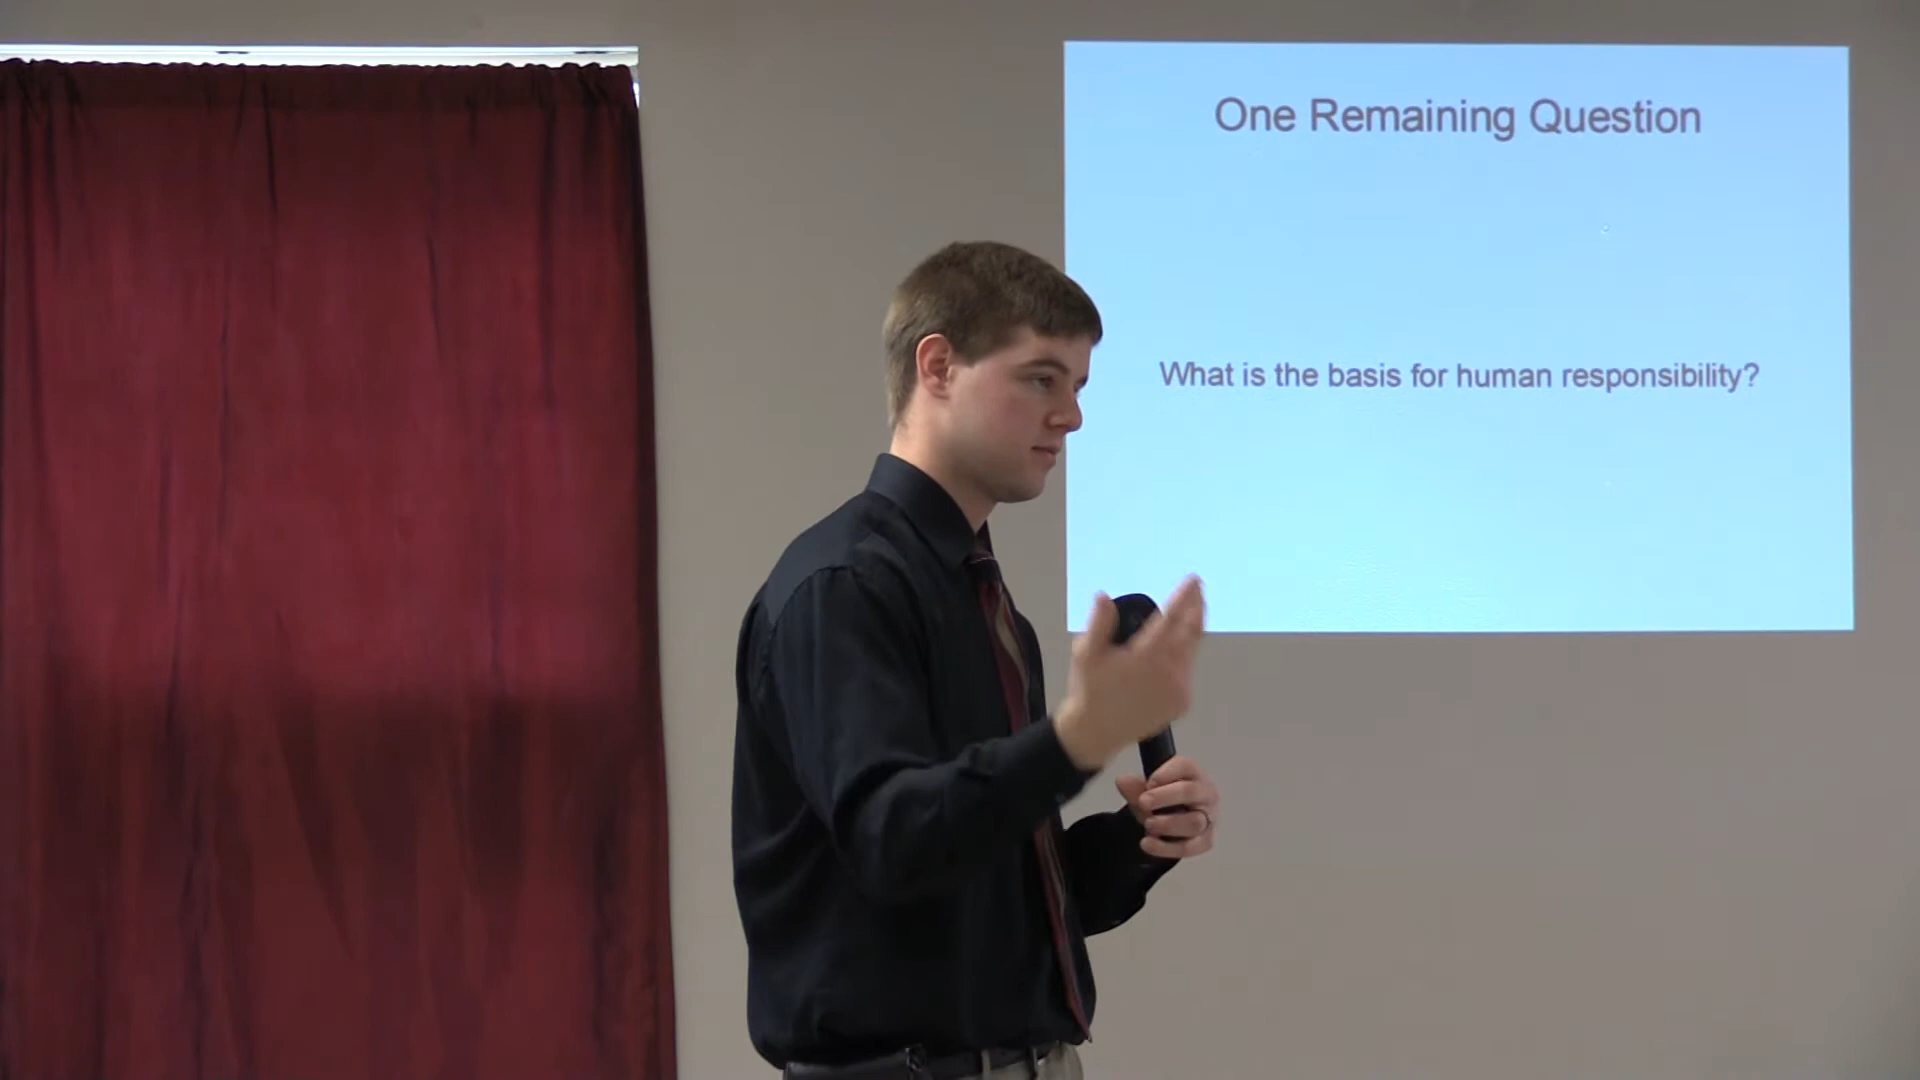 One Remaining Question
What is the basis for human responsibility?